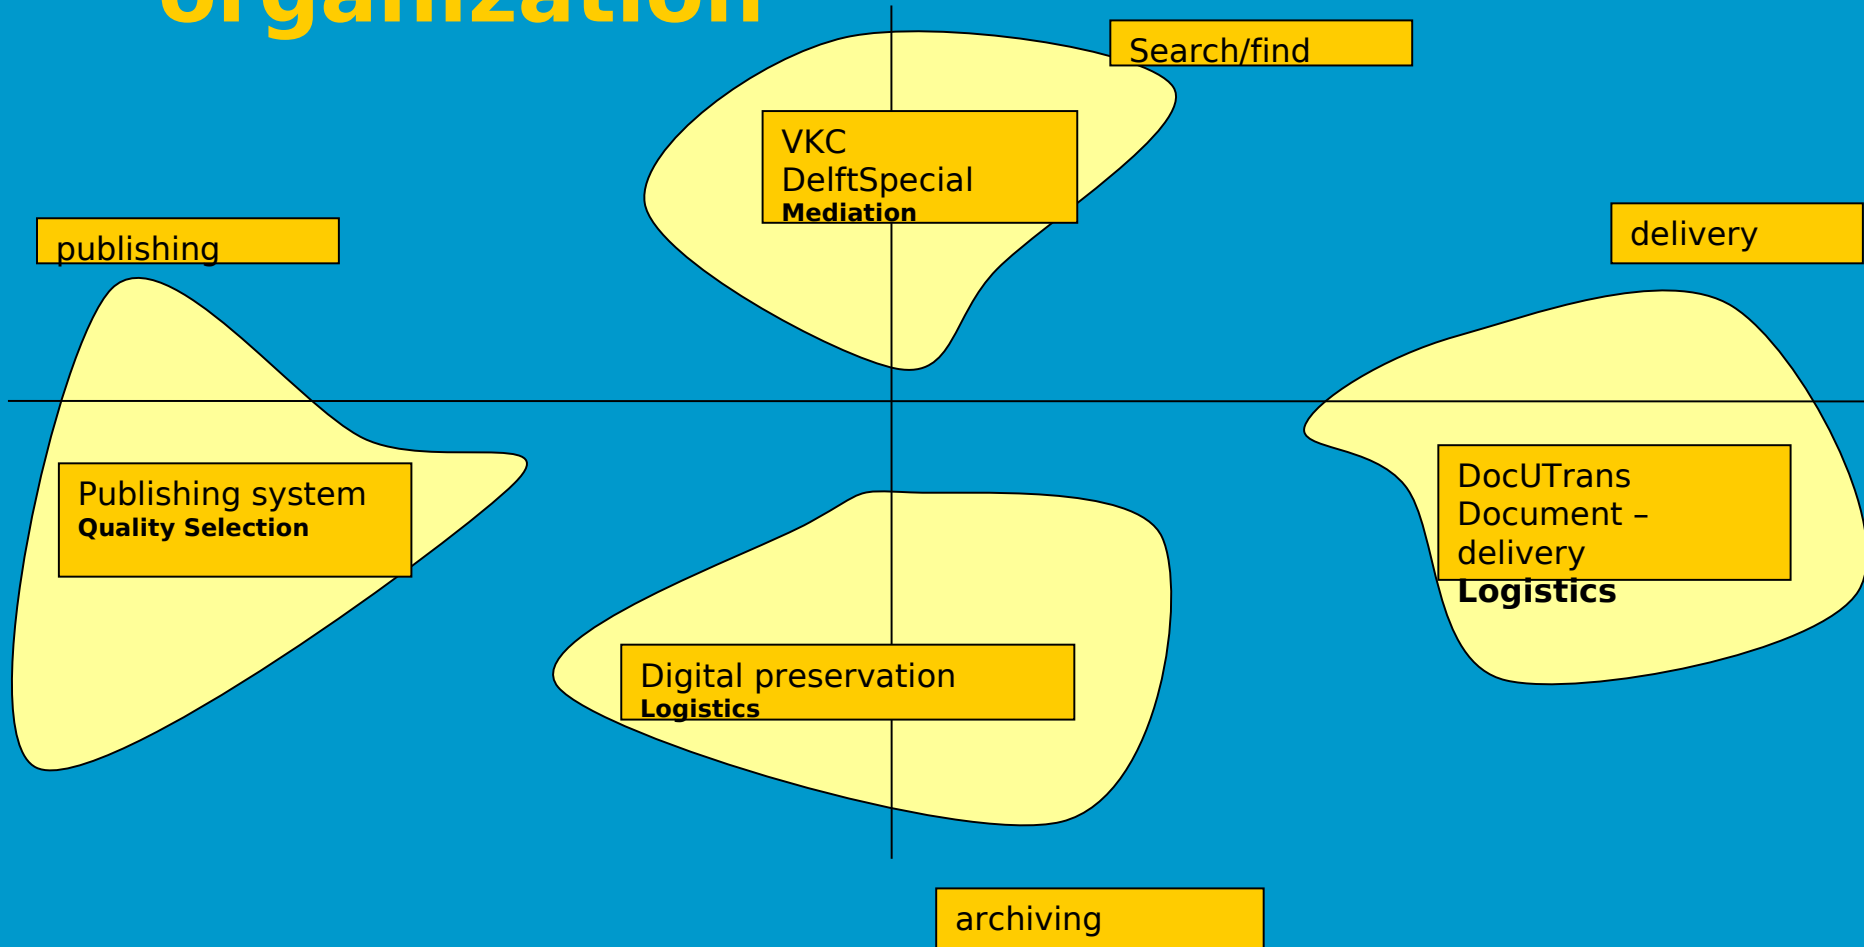 organization
Search/find
VKC
DelftSpecial
Mediation
publishing
delivery
Publishing system
Quality Selection
DocUTrans
Document –
delivery
Logistics
Digital preservation
Logistics
archiving